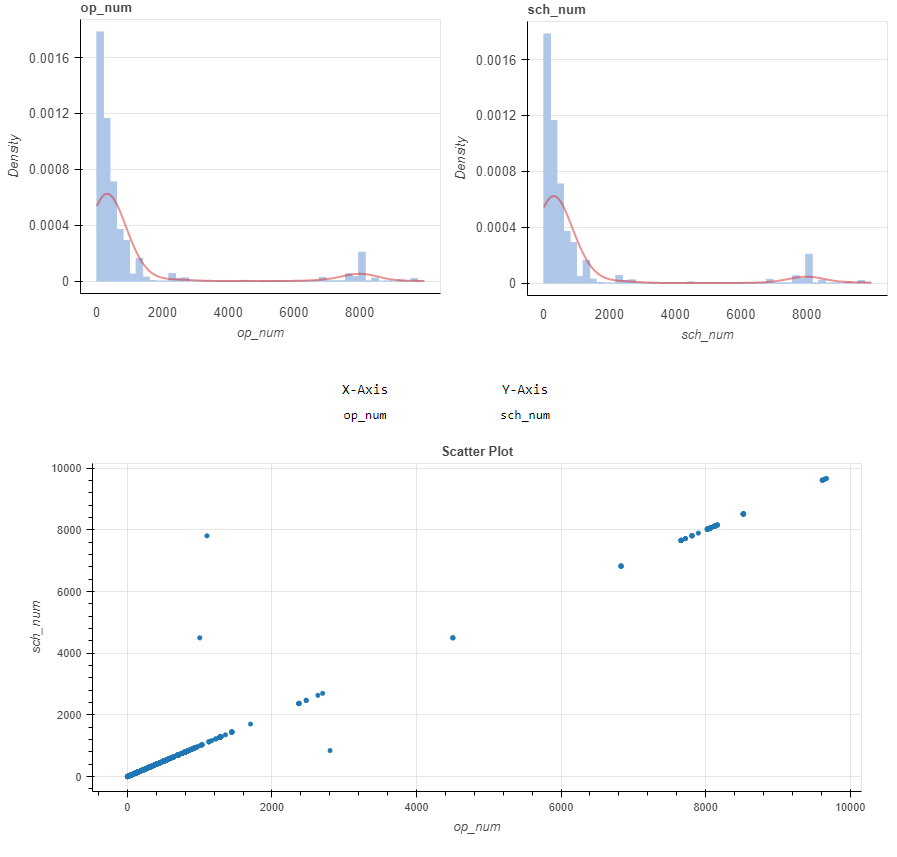 op_num
sch_num
0.0016
0.0012
0.0008
0.0004
0
Density
0 2000 4000 6000 8000
op_num
0.0016
0.0012
0.0008
0.0004
0
Density
0 2000 4000 6000 8000
sch_num
X-Axis Y-Axis
op_num sch_num
Scatter Plot
10000
8000
6000
4000
2000
0
sch_num
0 2000 4000 6000 8000 10000
op_num